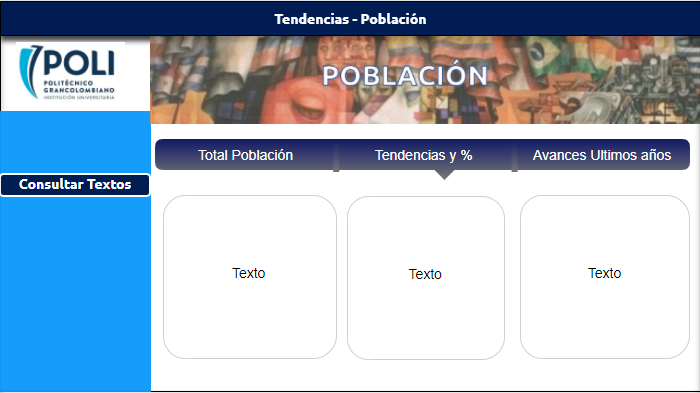 Tendencias - Población
POLI
POLITÉCNICO
GRANCOLOMBIANO
INSTITUCIÓN UNIVERSITARIA
POBLACIÓN
Total Población
Tendencias y %
Avances Ultimos años
Consultar Textos
Texto
Texto
Texto